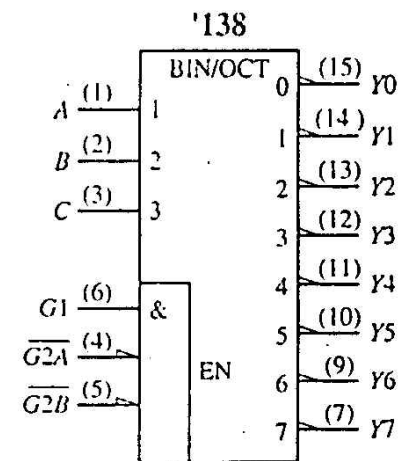 '138
BIN/OCT
A (1) 1
B (2) 2
C (3) 3
G1 (6) &
G2A (4)
G2B (5)
EN
0 (15) Y0
1 (14) Y1
2 (13) Y2
3 (12) Y3
4 (11) Y4
5 (10) Y5
6 (9) Y6
7 (7) Y7